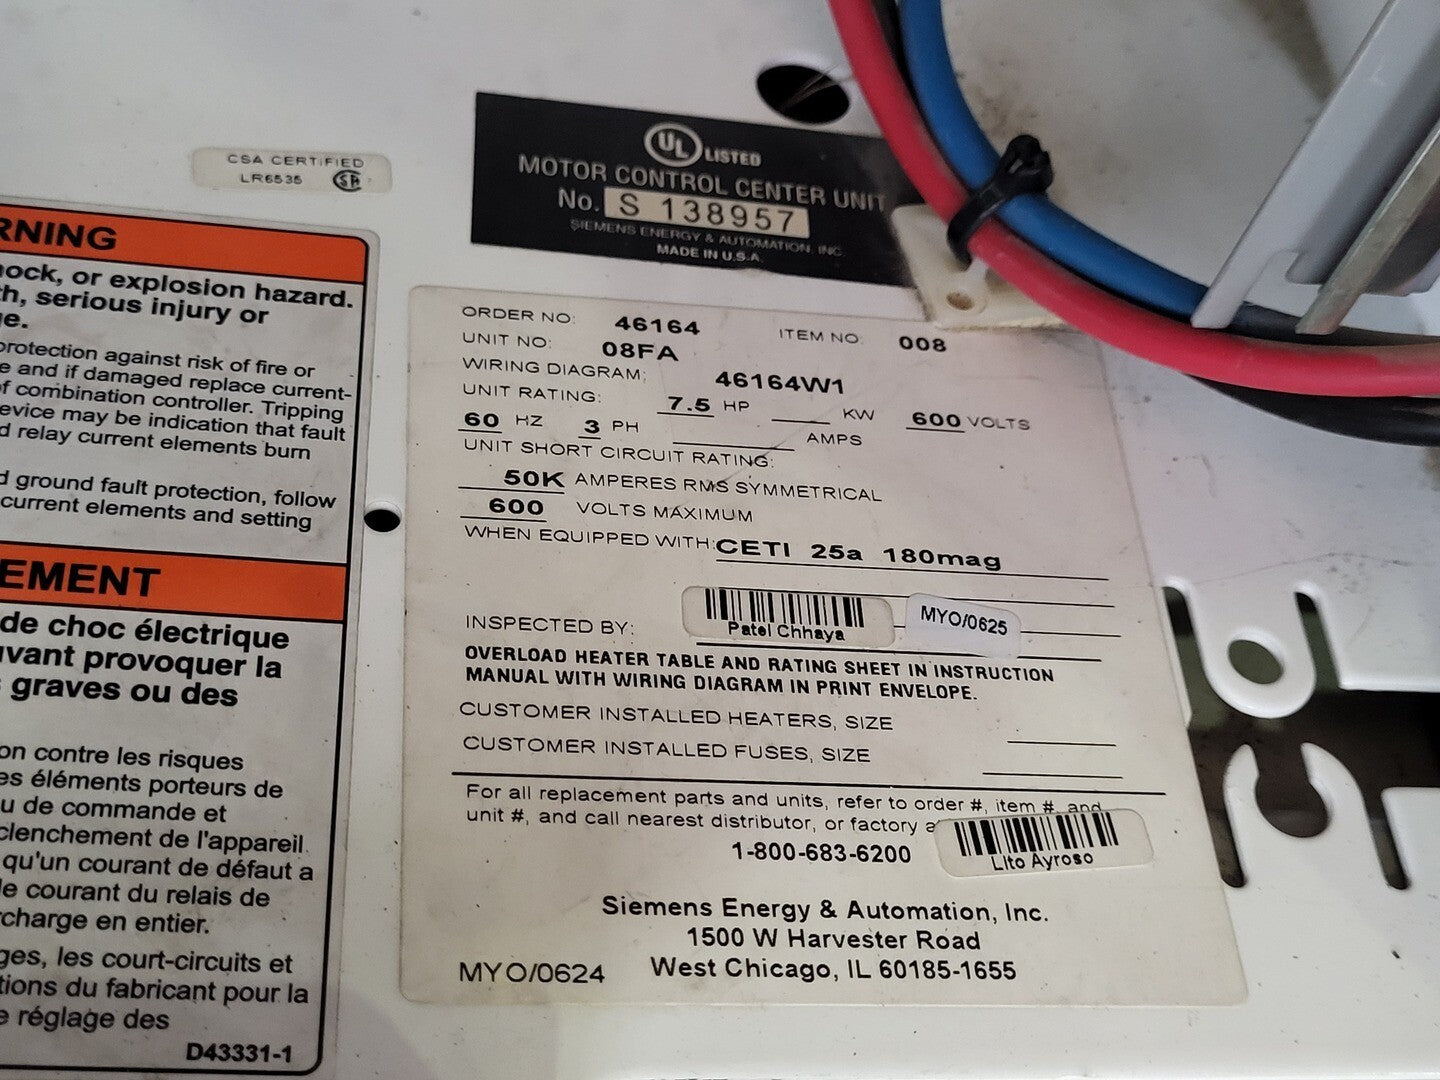 CSA CERTIFIED
LR6535
UL LISTED
MOTOR CONTROL CENTER UNIT
No. S 138957
SIEMENS ENERGY & AUTOMATION, INC.
MADE IN U.S.A.
RNING
ock, or explosion hazard.
th, serious injury or
ge.
protection against risk of fire or
e and if damaged replace current-
of combination controller. Tripping
evice may be indication that fault
d relay current elements burn
d ground fault protection, follow
current elements and setting
EMENT
de choc électrique
uvant provoquer la
s graves ou des
on contre les risques
es éléments porteurs de
u de commande et
clenchement de l'appareil
qu'un courant de défaut a
le courant du relais de
rcharge en entier.
ges, les court-circuits et
tions du fabricant pour la
e réglage des
D43331-1
ORDER NO: 46164 ITEM NO: 008
UNIT NO: 08FA
WIRING DIAGRAM: 46164W1
UNIT RATING: 7.5 HP KW 600 VOLTS
60 HZ 3 PH AMPS
UNIT SHORT CIRCUIT RATING:
50K AMPERES RMS SYMMETRICAL
600 VOLTS MAXIMUM
WHEN EQUIPPED WITH: CETI 25a 180mag
INSPECTED BY: Patel Chhaya MYO/0625
OVERLOAD HEATER TABLE AND RATING SHEET IN INSTRUCTION
MANUAL WITH WIRING DIAGRAM IN PRINT ENVELOPE.
CUSTOMER INSTALLED HEATERS, SIZE
CUSTOMER INSTALLED FUSES, SIZE
For all replacement parts and units, refer to order #, item #, and
unit #, and call nearest distributor, or factory a
1-800-683-6200
Lito Ayroso
Siemens Energy & Automation, Inc.
1500 W Harvester Road
MYO/0624 West Chicago, IL 60185-1655